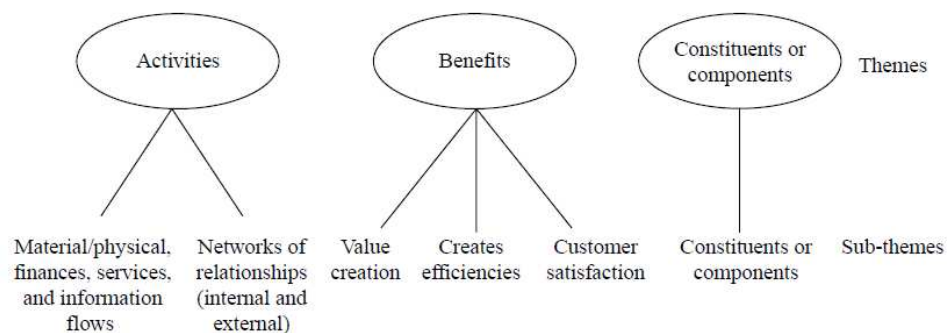 Activities
Benefits
Constituents or
components
Themes
Material/physical,
finances, services,
and information
flows
Networks of
relationships
(internal and
external)
Value
creation
Creates
efficiencies
Customer
satisfaction
Constituents or
components
Sub-themes